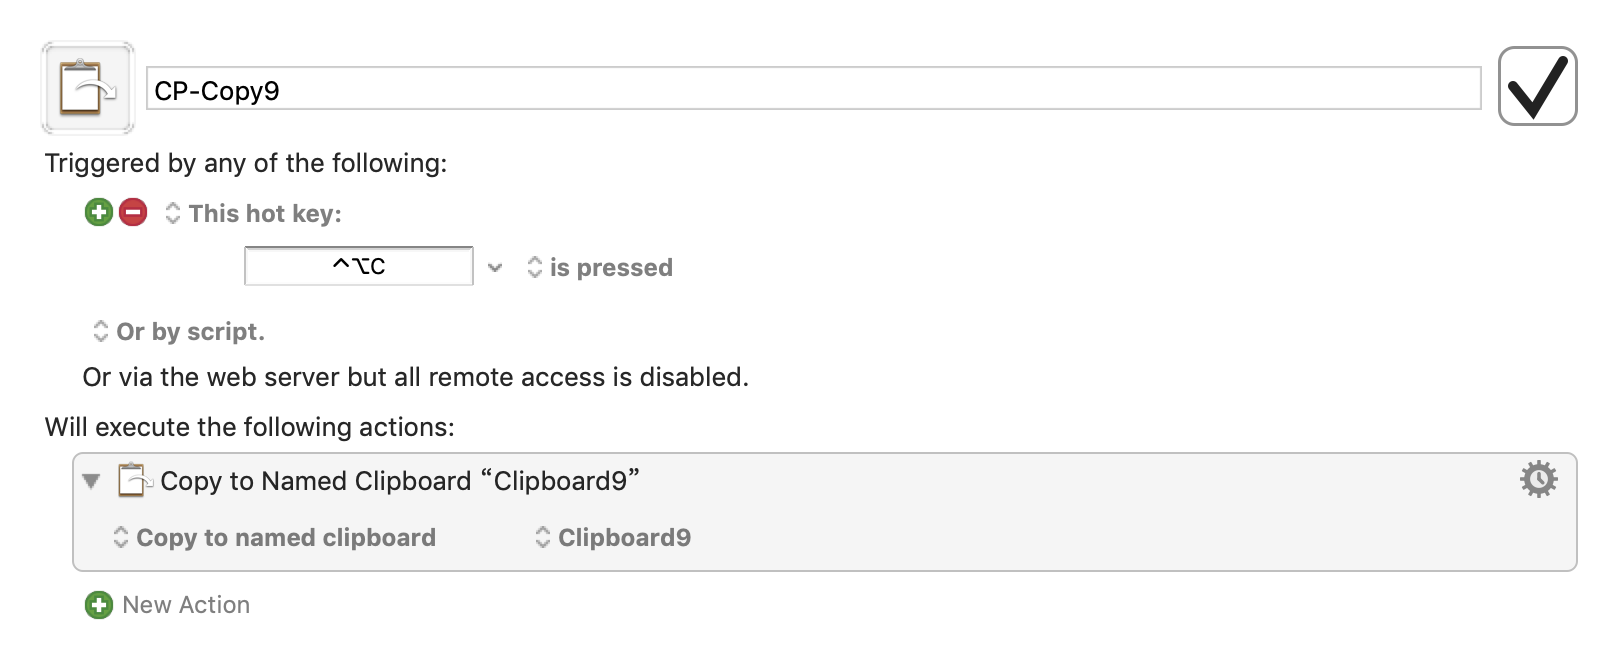 CP-Copy9
Triggered by any of the following:
This hot key:
^⌥C is pressed
Or by script.
Or via the web server but all remote access is disabled.
Will execute the following actions:
Copy to Named Clipboard “Clipboard9”
Copy to named clipboard Clipboard9
New Action